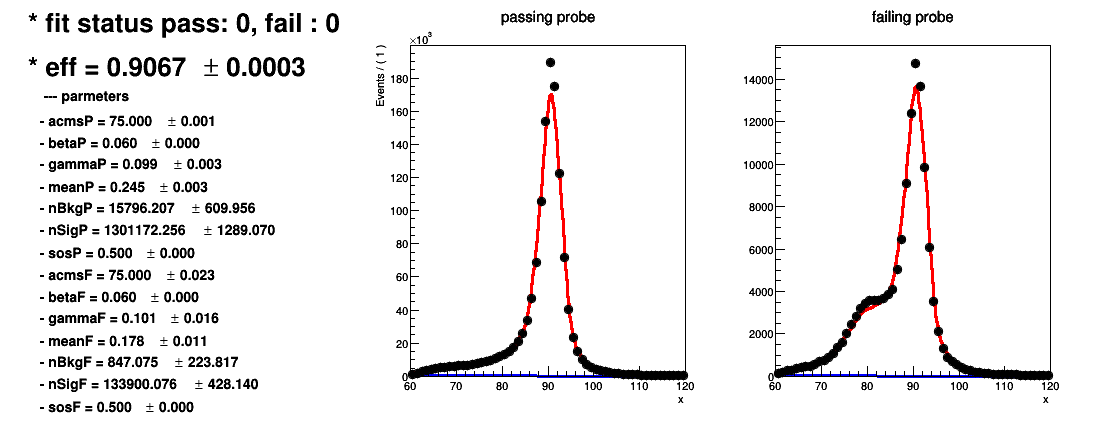 * fit status pass: 0, fail : 0
* eff = 0.9067 ± 0.0003
--- parmeters
- acmsP = 75.000 ± 0.001
- betaP = 0.060 ± 0.000
- gammaP = 0.099 ± 0.003
- meanP = 0.245 ± 0.003
- nBkgP = 15796.207 ± 609.956
- nSigP = 1301172.256 ± 1289.070
- sosP = 0.500 ± 0.000
- acmsF = 75.000 ± 0.023
- betaF = 0.060 ± 0.000
- gammaF = 0.101 ± 0.016
- meanF = 0.178 ± 0.011
- nBkgF = 847.075 ± 223.817
- nSigF = 133900.076 ± 428.140
- sosF = 0.500 ± 0.000
passing probe
×10³
Events / ( 1 )
180
160
140
120
100
80
60
40
20
0
60 70 80 90 100 110 120
x
failing probe
14000
12000
10000
8000
6000
4000
2000
0
60 70 80 90 100 110 120
x